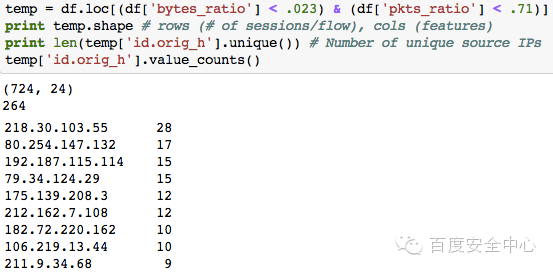 temp = df.loc[(df['bytes_ratio'] < .023) & (df['pkts_ratio'] < .71)]
print temp.shape # rows (# of sessions/flow), cols (features)
print len(temp['id.orig_h'].unique()) # Number of unique source IPs
temp['id.orig_h'].value_counts()
(724, 24)
264
218.30.103.55 28
80.254.147.132 17
192.187.115.114 15
79.34.124.29 15
175.139.208.3 12
212.162.7.108 12
182.72.220.162 10
106.219.13.44 10
211.9.34.68 9
百度安全中心